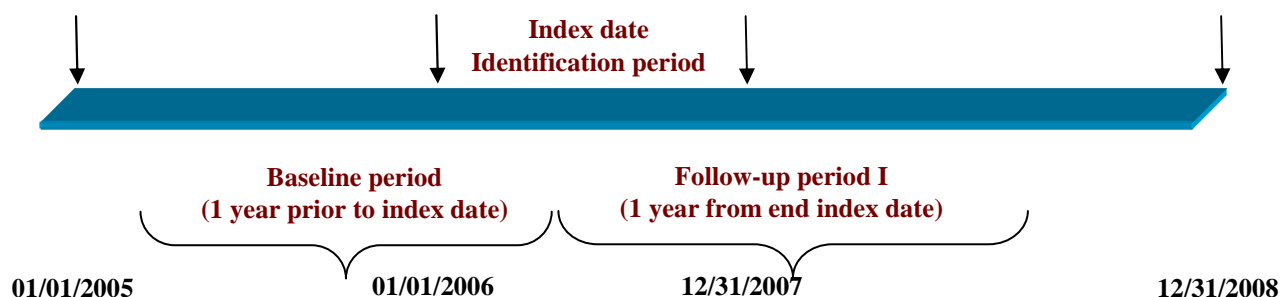 Index date
Identification period
Baseline period
(1 year prior to index date)
Follow-up period I
(1 year from end index date)
01/01/2005
01/01/2006
12/31/2007
12/31/2008